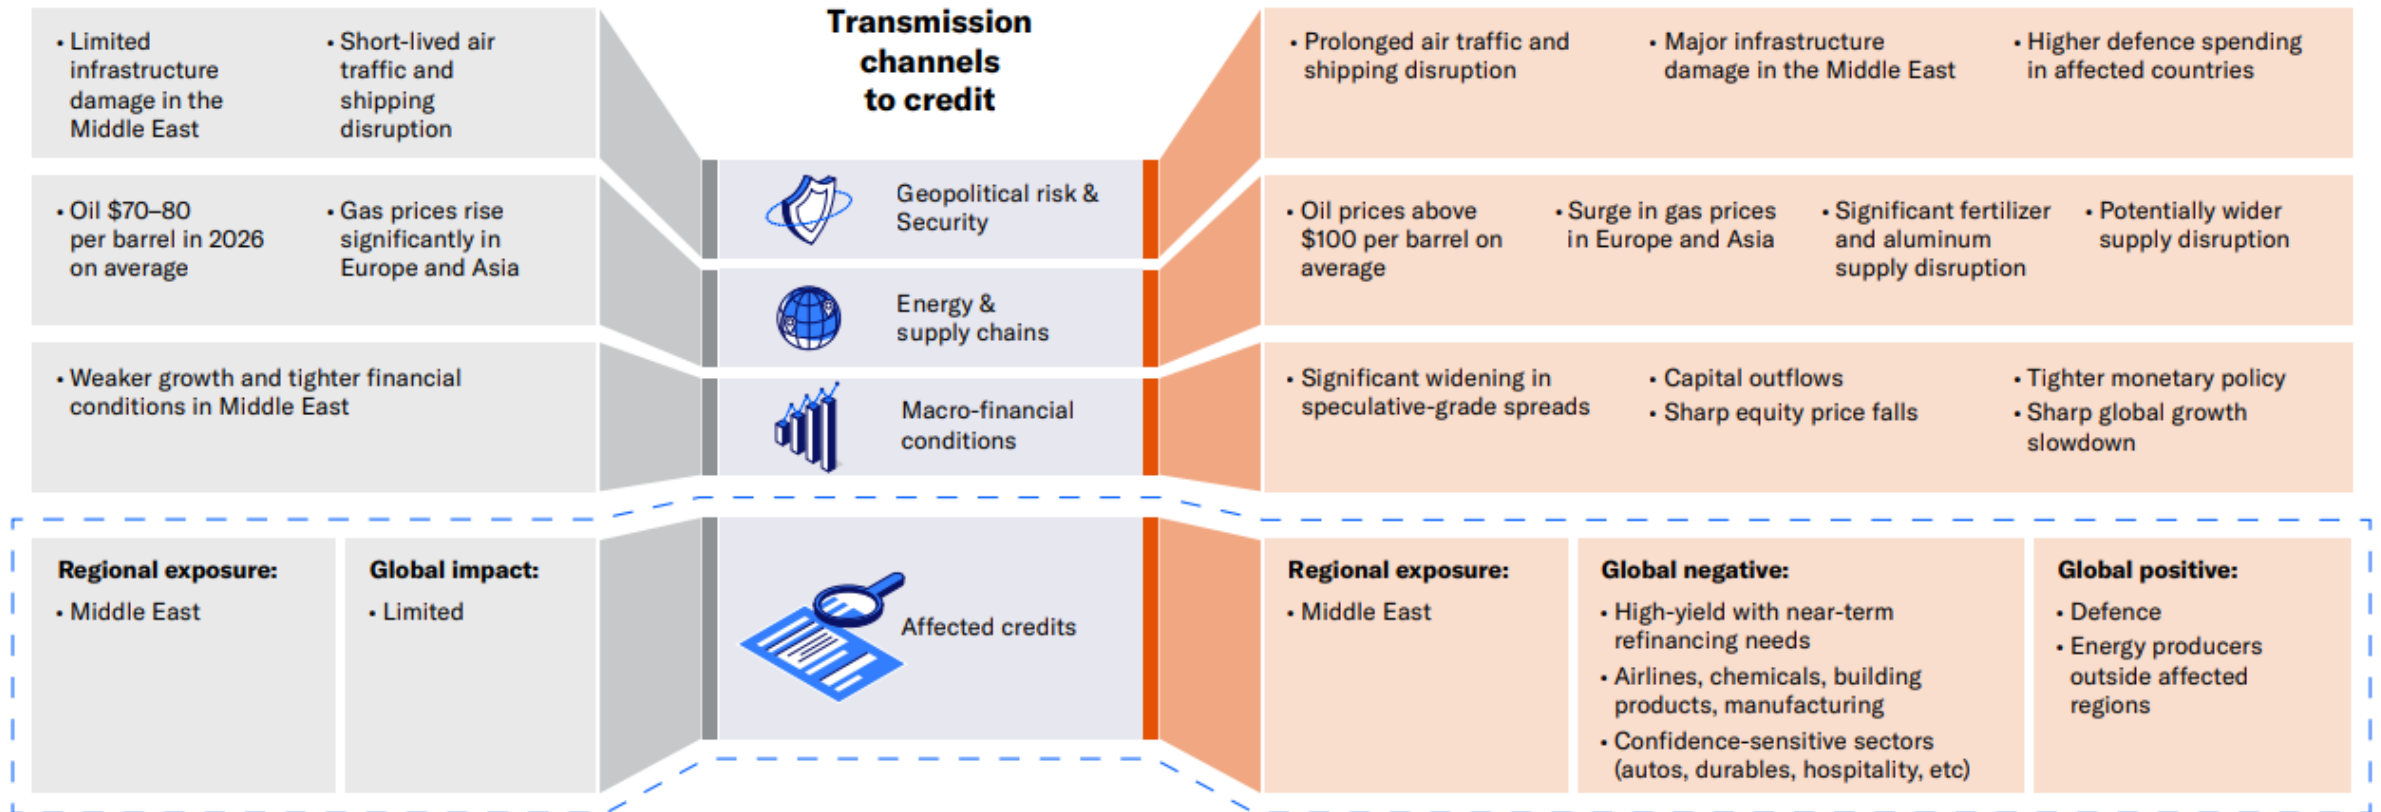 Transmission
channels
to credit
• Limited
infrastructure
damage in the
Middle East
• Short-lived air
traffic and
shipping
disruption
Geopolitical risk &
Security
• Prolonged air traffic and
shipping disruption
• Major infrastructure
damage in the Middle East
• Higher defence spending
in affected countries
• Oil $70–80
per barrel in 2026
on average
• Gas prices rise
significantly in
Europe and Asia
Energy &
supply chains
• Oil prices above
$100 per barrel on
average
• Surge in gas prices
in Europe and Asia
• Significant fertilizer
and aluminum
supply disruption
• Potentially wider
supply disruption
• Weaker growth and tighter financial
conditions in Middle East
Macro-financial
conditions
• Significant widening in
speculative-grade spreads
• Capital outflows
• Sharp equity price falls
• Tighter monetary policy
• Sharp global growth
slowdown
Regional exposure:
• Middle East
Global impact:
• Limited
Affected credits
Regional exposure:
• Middle East
Global negative:
• High-yield with near-term
refinancing needs
• Airlines, chemicals, building
products, manufacturing
• Confidence-sensitive sectors
(autos, durables, hospitality, etc)
Global positive:
• Defence
• Energy producers
outside affected
regions